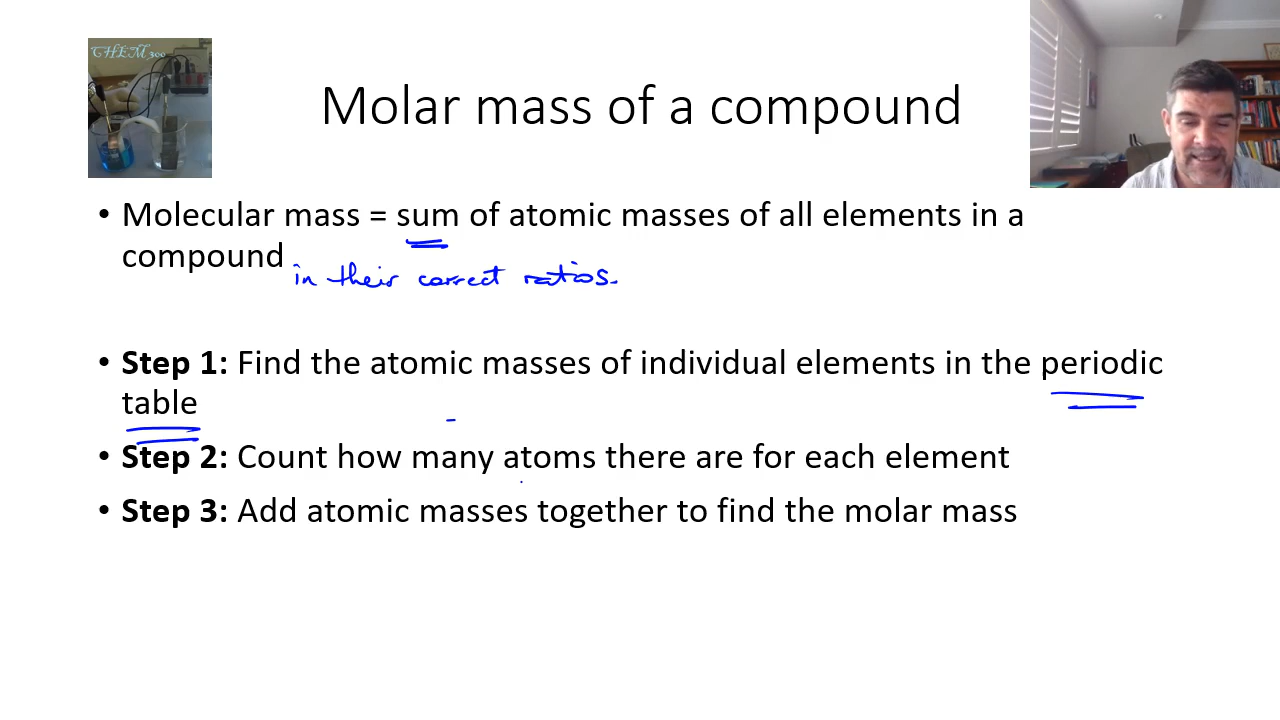 CHEM300
Molar mass of a compound
• Molecular mass = sum of atomic masses of all elements in a
compound
in their correct ratios.
• Step 1: Find the atomic masses of individual elements in the periodic
table
• Step 2: Count how many atoms there are for each element
• Step 3: Add atomic masses together to find the molar mass